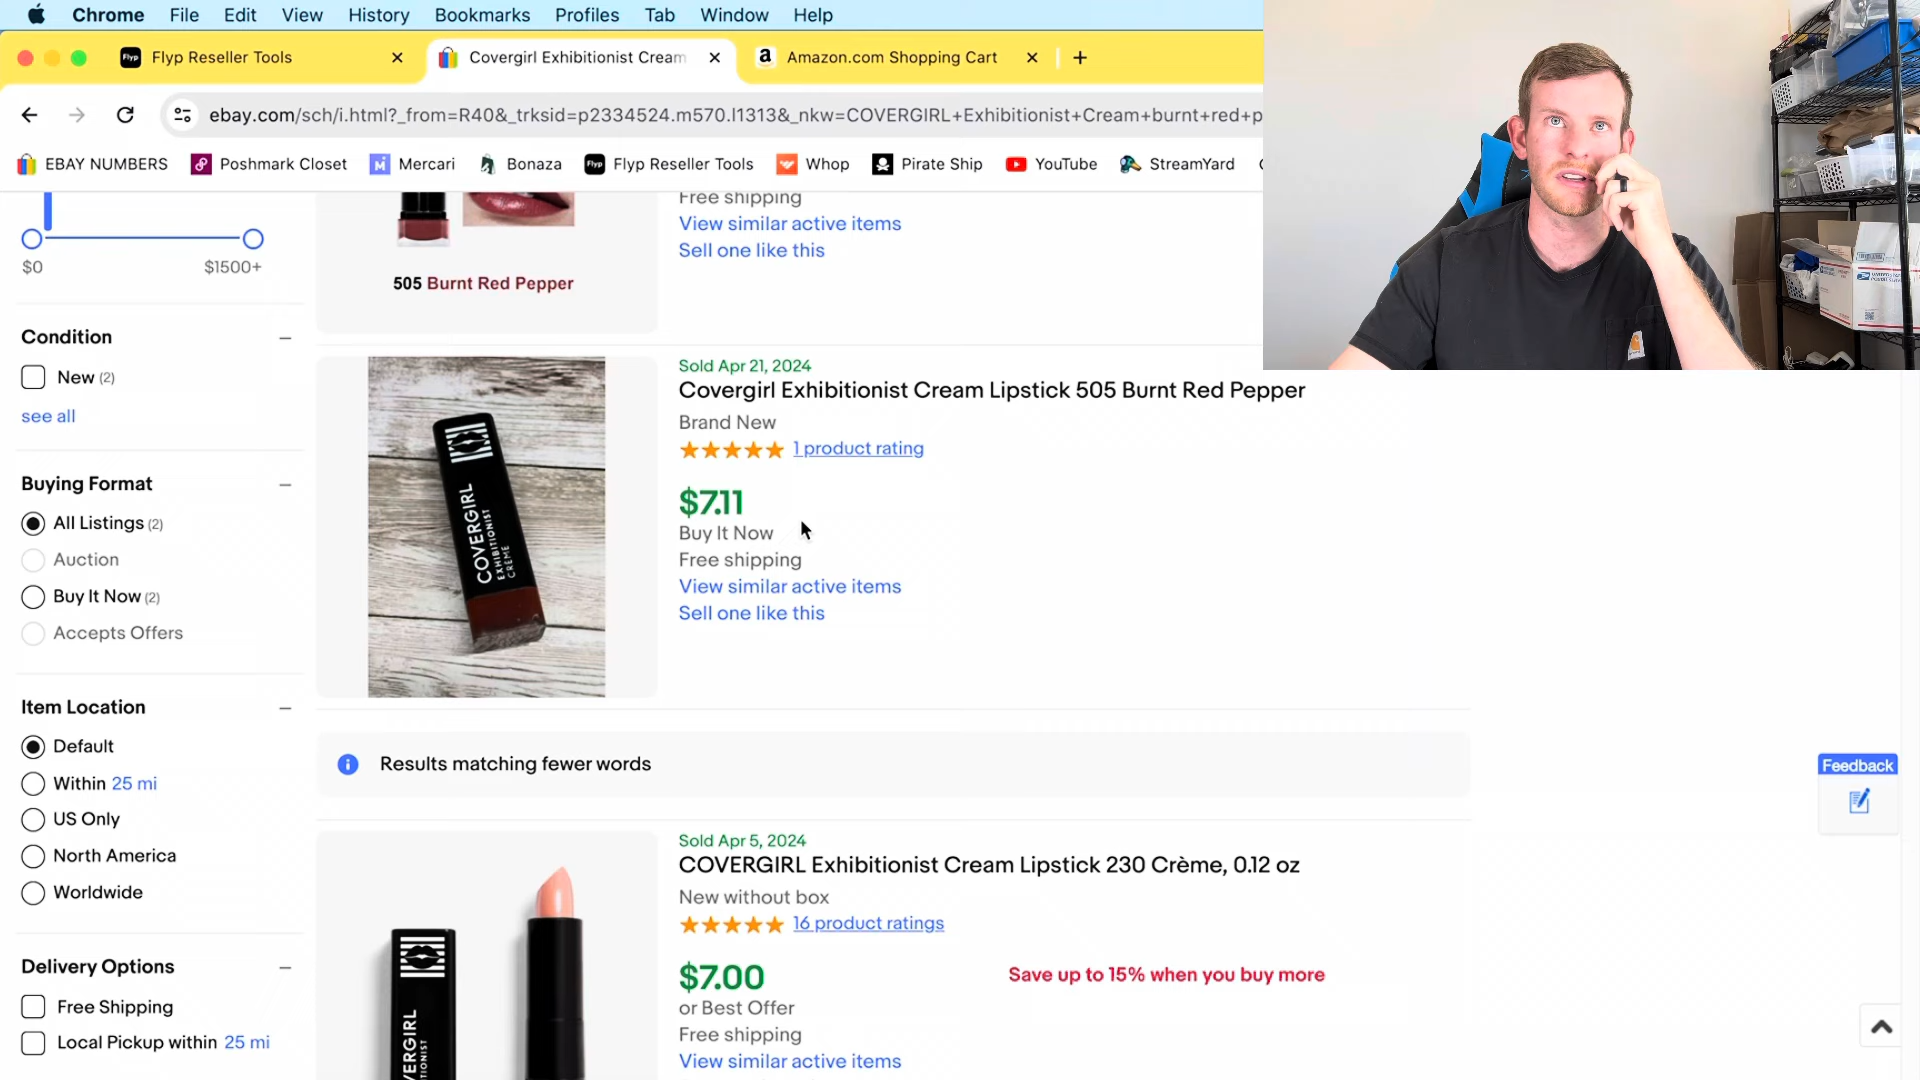 Chrome File Edit View History Bookmarks Profiles Tab Window Help
Flyp Flyp Reseller Tools Covergirl Exhibitionist Cream a Amazon.com Shopping Cart
ebay.com/sch/i.html?_from=R40&_trksid=p2334524.m570.l1313&_nkw=COVERGIRL+Exhibitionist+Cream+burnt+red+p
EBAY NUMBERS Poshmark Closet Mercari Bonaza Flyp Flyp Reseller Tools Whop Pirate Ship YouTube StreamYard
$0 $1500+
Condition
New (2)
see all
Buying Format
All Listings (2)
Auction
Buy It Now (2)
Accepts Offers
Item Location
Default
Within 25 mi
US Only
North America
Worldwide
Delivery Options
Free Shipping
Local Pickup within 25 mi
505 Burnt Red Pepper
Free shipping
View similar active items
Sell one like this
COVERGIRL
EXHIBITIONIST
CREME
Sold Apr 21, 2024
Covergirl Exhibitionist Cream Lipstick 505 Burnt Red Pepper
Brand New
1 product rating
$7.11
Buy It Now
Free shipping
View similar active items
Sell one like this
Results matching fewer words
Sold Apr 5, 2024
COVERGIRL Exhibitionist Cream Lipstick 230 Crème, 0.12 oz
New without box
16 product ratings
$7.00
or Best Offer
Free shipping
View similar active items
Save up to 15% when you buy more
Feedback